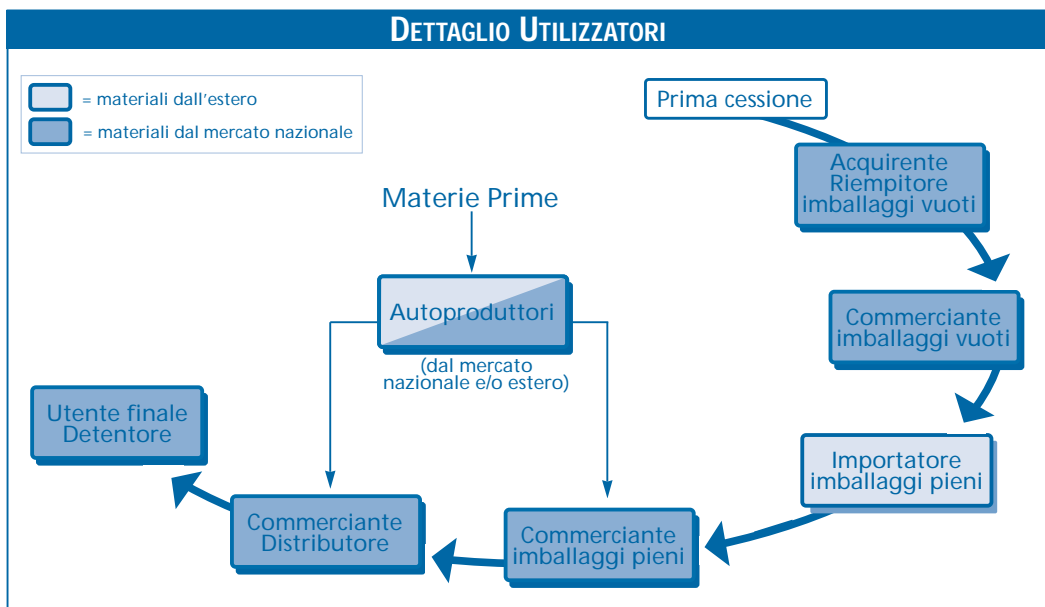 DETTAGLIO UTILIZZATORI
= materiali dall'estero
= materiali dal mercato nazionale
Prima cessione
Acquirente
Riempitore
imballaggi vuoti
Materie Prime
Autoproduttori
(dal mercato
nazionale e/o estero)
Commerciante
imballaggi vuoti
Utente finale
Detentore
Importatore
imballaggi pieni
Commerciante
Distributore
Commerciante
imballaggi pieni